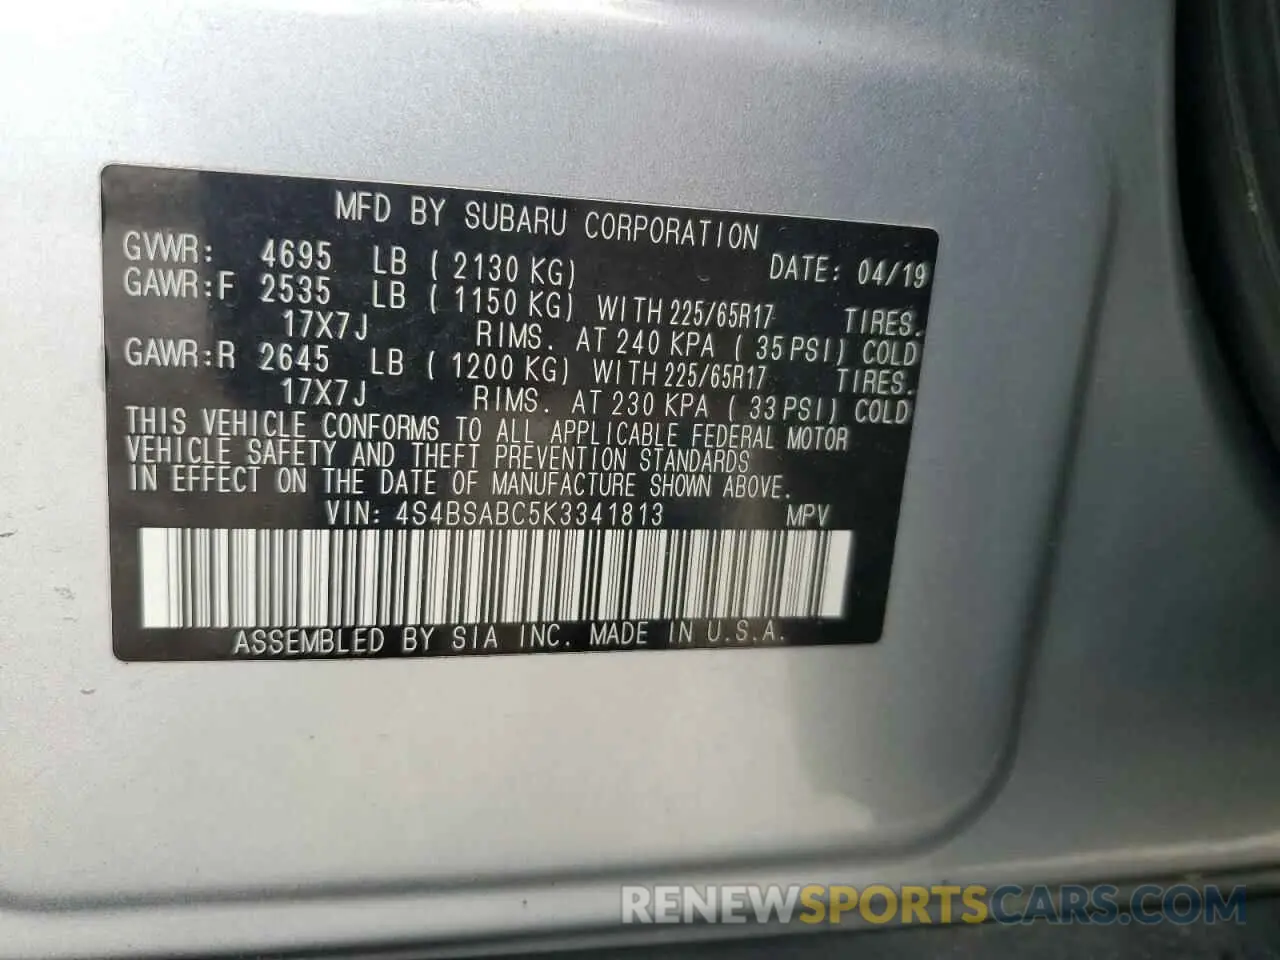 MFD BY SUBARU CORPORATION
GVWR: 4695 LB ( 2130 KG) DATE: 04/19
GAWR:F 2535 LB ( 1150 KG) WITH 225/65R17 TIRES.
17X7J RIMS. AT 240 KPA ( 35 PSI) COLD
GAWR:R 2645 LB ( 1200 KG) WITH 225/65R17 TIRES.
17X7J RIMS. AT 230 KPA ( 33 PSI) COLD
THIS VEHICLE CONFORMS TO ALL APPLICABLE FEDERAL MOTOR
VEHICLE SAFETY AND THEFT PREVENTION STANDARDS
IN EFFECT ON THE DATE OF MANUFACTURE SHOWN ABOVE.
VIN: 4S4BSABC5K3341813 MPV
ASSEMBLED BY SIA INC. MADE IN U.S.A.
RENEWSPORTSCARS.COM